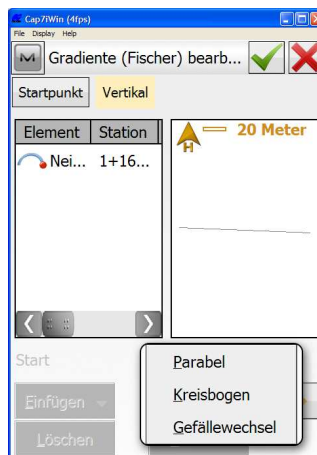 Cap7iWin (4fps)
File Display Help
Gradiente (Fischer) bearb...
Startpunkt Vertikal
Element Station
Nei... 1+16...
20 Meter
H
Start
Parabel
Kreisbogen
Gefällewechsel
Einfügen
Löschen